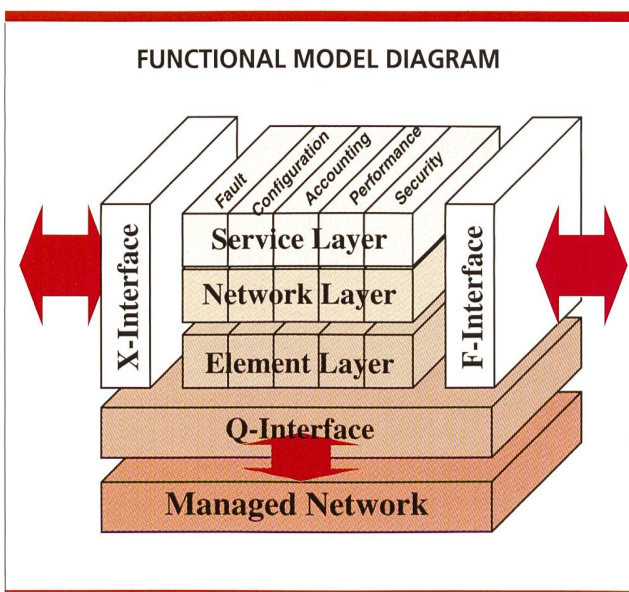 FUNCTIONAL MODEL DIAGRAM
Fault
Configuration
Accounting
Performance
Security
X-Interface
Service Layer
Network Layer
Element Layer
F-Interface
Q-Interface
Managed Network